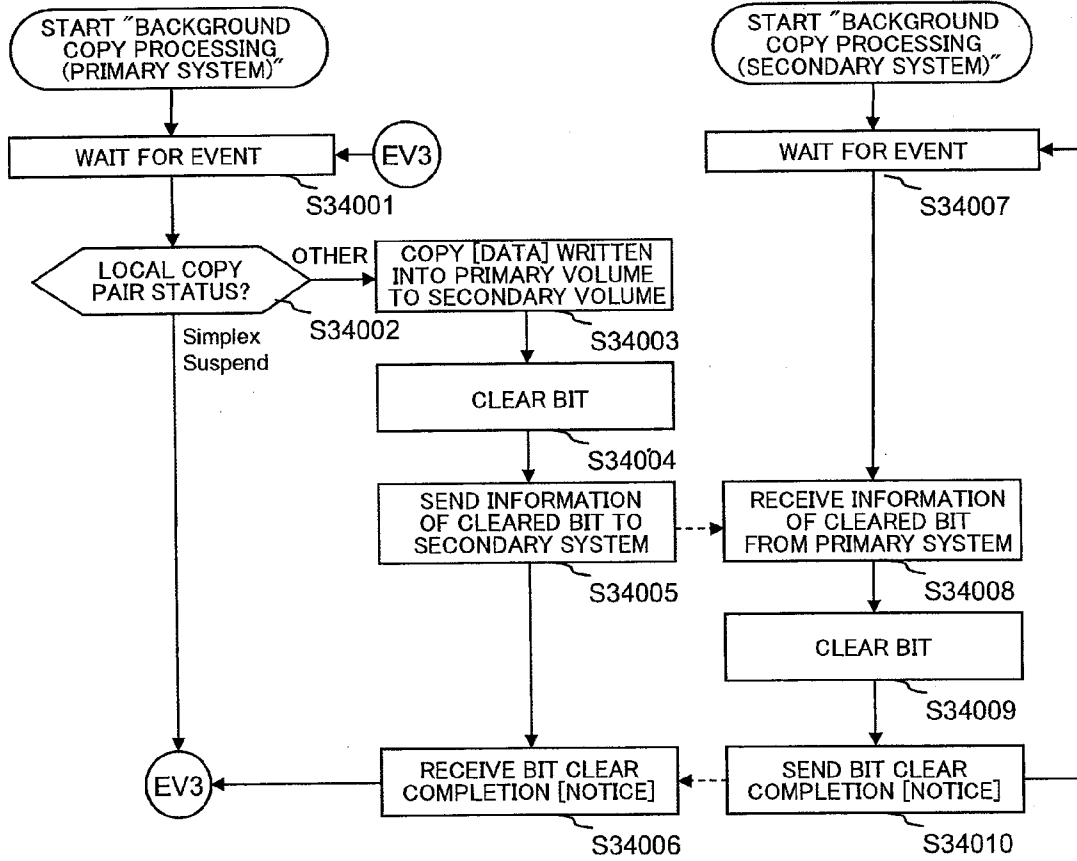 START "BACKGROUND
COPY PROCESSING
(PRIMARY SYSTEM)"
WAIT FOR EVENT
EV3
S34001
LOCAL COPY
PAIR STATUS?
OTHER
S34002
Simplex
Suspend
COPY [DATA] WRITTEN
INTO PRIMARY VOLUME
TO SECONDARY VOLUME
S34003
CLEAR BIT
S34004
SEND INFORMATION
OF CLEARED BIT TO
SECONDARY SYSTEM
S34005
RECEIVE BIT CLEAR
COMPLETION [NOTICE]
S34006
EV3
START "BACKGROUND
COPY PROCESSING
(SECONDARY SYSTEM)"
WAIT FOR EVENT
S34007
RECEIVE INFORMATION
OF CLEARED BIT
FROM PRIMARY SYSTEM
S34008
CLEAR BIT
S34009
SEND BIT CLEAR
COMPLETION [NOTICE]
S34010